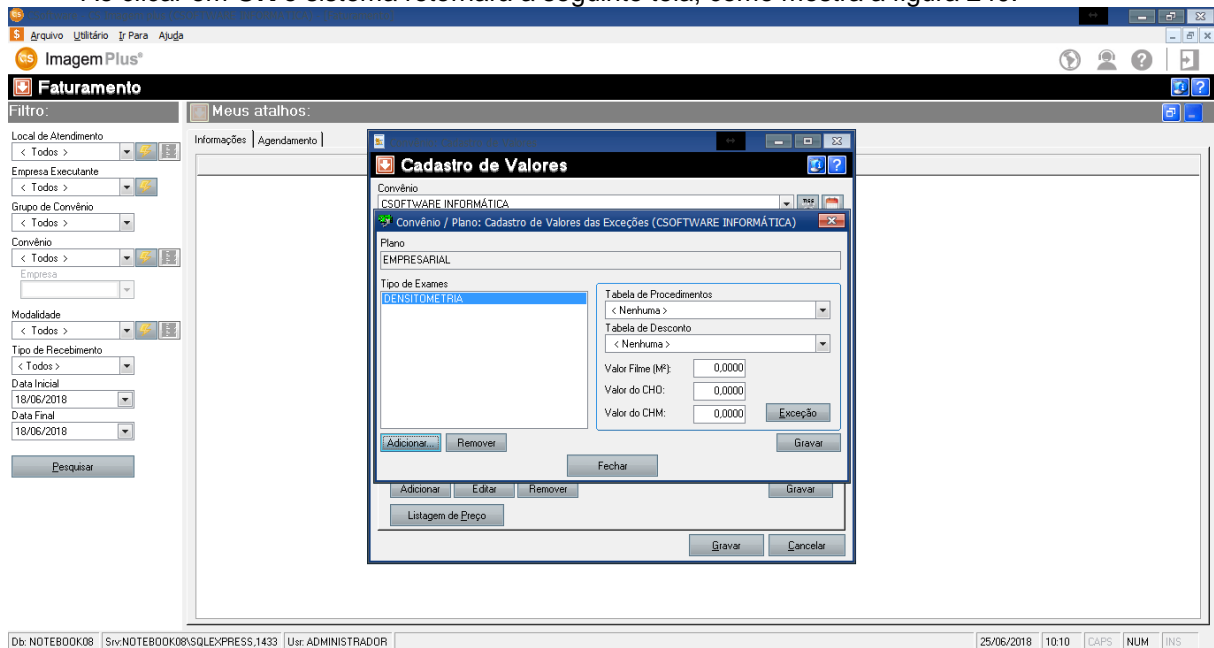 Ao clicar em OK o sistema retornará a seguinte tela, como mostra a figura
Arquivo Utilitário Ir Para Ajuda
GS ImagemPlus®
Faturamento
Filtro:
Meus atalhos:
Local de Atendimento
< Todos >
Empresa Executante
< Todos >
Grupo de Convênio
< Todos >
Convênio
< Todos >
Empresa
Modalidade
< Todos >
Tipo de Recebimento
< Todos >
Data Inicial
18/06/2018
Data Final
18/06/2018
Pesquisar
Informações Agendamento
Cadastro de Valores
Convênio
CSOFTWARE INFORMÁTICA
Convênio / Plano: Cadastro de Valores das Exceções (CSOFTWARE INFORMÁTICA)
Plano
EMPRESARIAL
Tipo de Exames
DENSITOMETRIA
Tabela de Procedimentos
< Nenhuma >
Tabela de Desconto
< Nenhuma >
Valor Filme (M²): 0,0000
Valor do CHO: 0,0000
Valor do CHM: 0,0000 Exceção
Adicionar... Remover Gravar
Fechar
Adicionar Editar Remover Gravar
Listagem de Preço
Gravar Cancelar
Db: NOTEBOOK08 Srv:NOTEBOOK08\SQLEXPRESS,1433 Usr: ADMINISTRADOR 25/06/2018 10:10 CAPS NUM INS